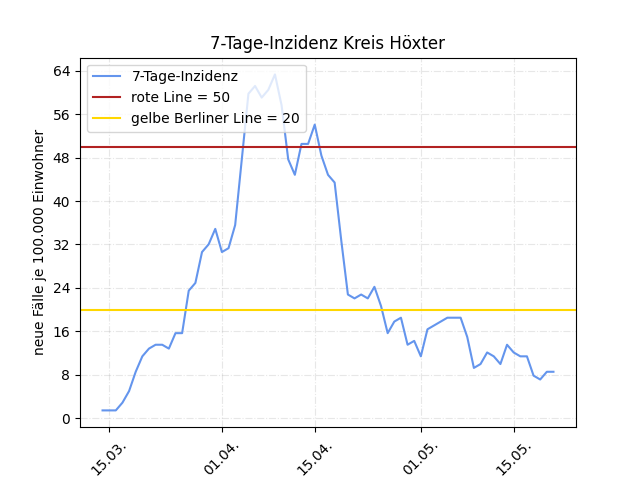 7-Tage-Inzidenz Kreis Höxter
7-Tage-Inzidenz
rote Line = 50
gelbe Berliner Line = 20
neue Fälle je 100.000 Einwohner
64
56
48
40
32
24
16
8
0
15.03.
01.04.
15.04.
01.05.
15.05.